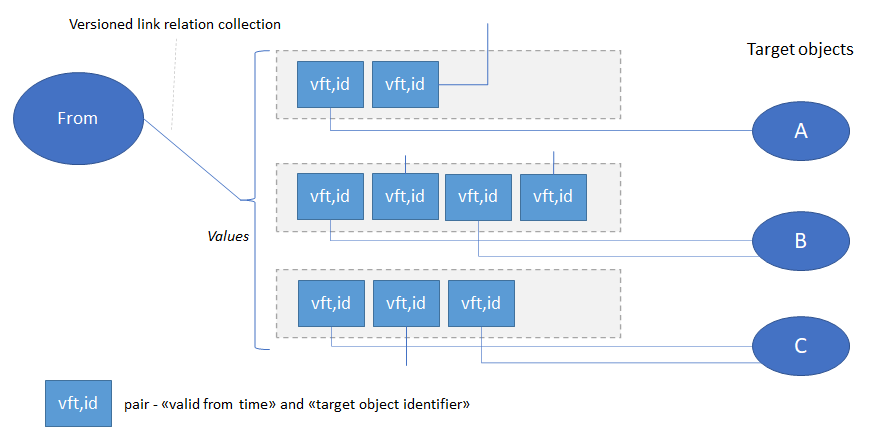 Versioned link relation collection
Target objects
From
vft,id vft,id
A
vft,id vft,id vft,id vft,id
Values
B
vft,id vft,id vft,id
C
vft,id pair - «valid from time» and «target object identifier»